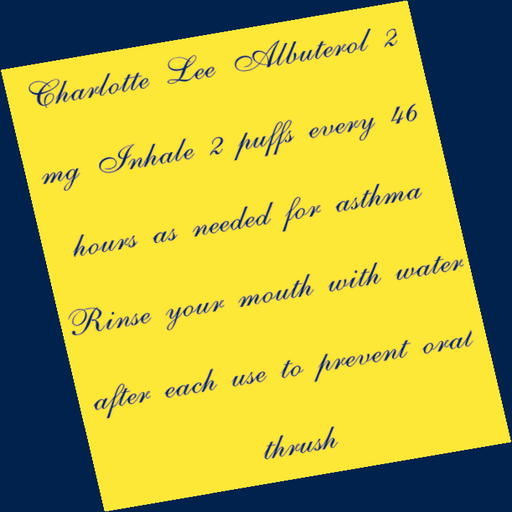 Charlotte Lee Albuterol 2
mg Inhale 2 puffs every 46
hours as needed for asthma
Rinse your mouth with water
after each use to prevent oral
thrush